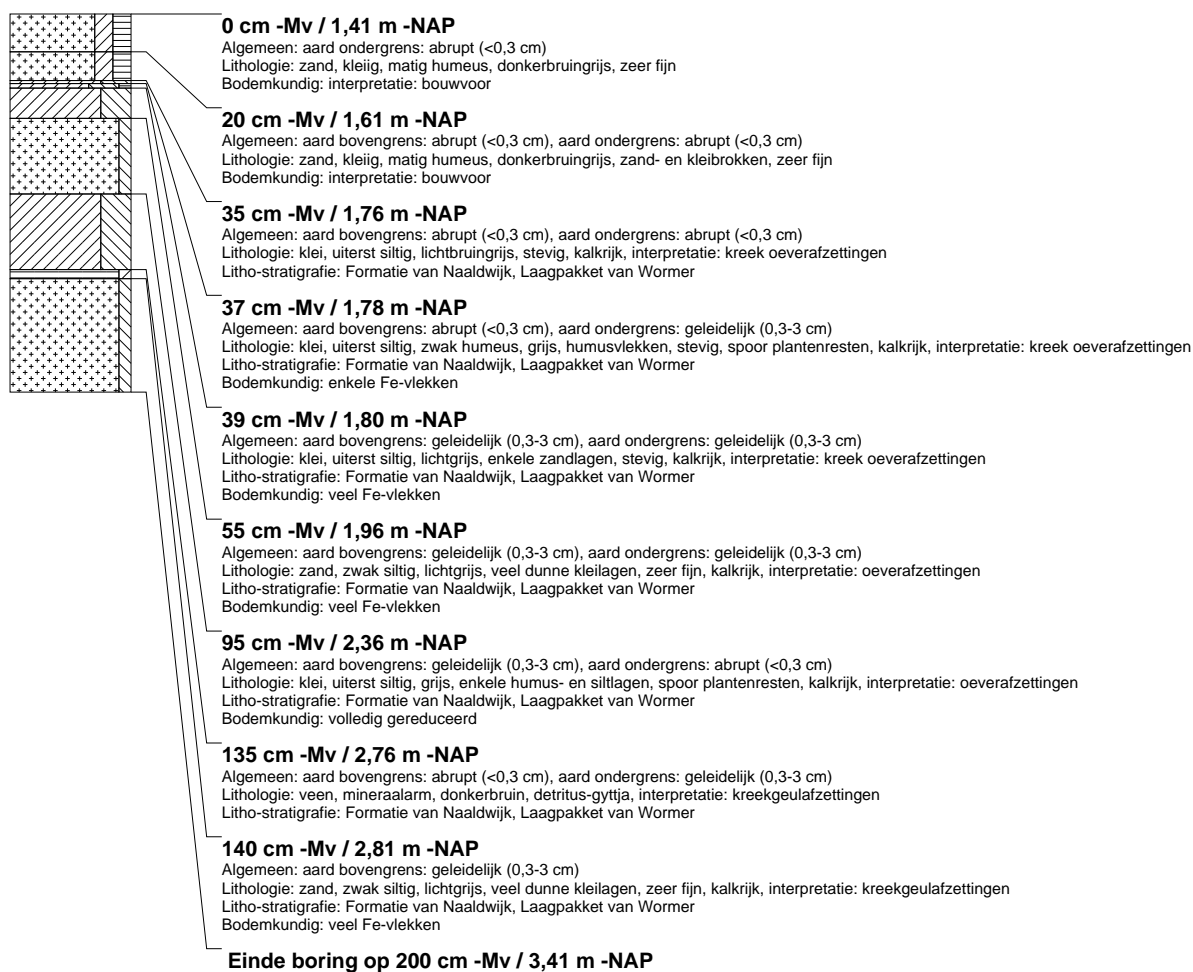 0 cm -Mv / 1,41 m -NAP
Algemeen: aard ondergrens: abrupt (<0,3 cm)
Lithologie: zand, kleiig, matig humeus, donkerbruingrijs, zeer fijn
Bodemkundig: interpretatie: bouwvoor
20 cm -Mv / 1,61 m -NAP
Algemeen: aard bovengrens: abrupt (<0,3 cm), aard ondergrens: abrupt (<0,3 cm)
Lithologie: zand, kleiig, matig humeus, donkerbruingrijs, zand- en kleibrokken, zeer fijn
Bodemkundig: interpretatie: bouwvoor
35 cm -Mv / 1,76 m -NAP
Algemeen: aard bovengrens: abrupt (<0,3 cm), aard ondergrens: abrupt (<0,3 cm)
Lithologie: klei, uiterst siltig, lichtbruingrijs, stevig, kalkrijk, interpretatie: kreek oeverafzettingen
Litho-stratigrafie: Formatie van Naaldwijk, Laagpakket van Wormer
37 cm -Mv / 1,78 m -NAP
Algemeen: aard bovengrens: abrupt (<0,3 cm), aard ondergrens: geleidelijk (0,3-3 cm)
Lithologie: klei, uiterst siltig, zwak humeus, grijs, humusvlekken, stevig, spoor plantenresten, kalkrijk, interpretatie: kreek oeverafzettingen
Litho-stratigrafie: Formatie van Naaldwijk, Laagpakket van Wormer
Bodemkundig: enkele Fe-vlekken
39 cm -Mv / 1,80 m -NAP
Algemeen: aard bovengrens: geleidelijk (0,3-3 cm), aard ondergrens: geleidelijk (0,3-3 cm)
Lithologie: klei, uiterst siltig, lichtgrijs, enkele zandlagen, stevig, kalkrijk, interpretatie: kreek oeverafzettingen
Litho-stratigrafie: Formatie van Naaldwijk, Laagpakket van Wormer
Bodemkundig: veel Fe-vlekken
55 cm -Mv / 1,96 m -NAP
Algemeen: aard bovengrens: geleidelijk (0,3-3 cm), aard ondergrens: geleidelijk (0,3-3 cm)
Lithologie: zand, zwak siltig, lichtgrijs, veel dunne kleilagen, zeer fijn, kalkrijk, interpretatie: oeverafzettingen
Litho-stratigrafie: Formatie van Naaldwijk, Laagpakket van Wormer
Bodemkundig: veel Fe-vlekken
95 cm -Mv / 2,36 m -NAP
Algemeen: aard bovengrens: geleidelijk (0,3-3 cm), aard ondergrens: abrupt (<0,3 cm)
Lithologie: klei, uiterst siltig, grijs, enkele humus- en siltlagen, spoor plantenresten, kalkrijk, interpretatie: oeverafzettingen
Litho-stratigrafie: Formatie van Naaldwijk, Laagpakket van Wormer
Bodemkundig: volledig gereduceerd
135 cm -Mv / 2,76 m -NAP
Algemeen: aard bovengrens: abrupt (<0,3 cm), aard ondergrens: geleidelijk (0,3-3 cm)
Lithologie: veen, mineraalarm, donkerbruin, detritus-gyttja, interpretatie: kreekgeulafzettingen
Litho-stratigrafie: Formatie van Naaldwijk, Laagpakket van Wormer
140 cm -Mv / 2,81 m -NAP
Algemeen: aard bovengrens: geleidelijk (0,3-3 cm)
Lithologie: zand, zwak siltig, lichtgrijs, veel dunne kleilagen, zeer fijn, kalkrijk, interpretatie: kreekgeulafzettingen
Litho-stratigrafie: Formatie van Naaldwijk, Laagpakket van Wormer
Bodemkundig: veel Fe-vlekken
Einde boring op 200 cm -Mv / 3,41 m -NAP